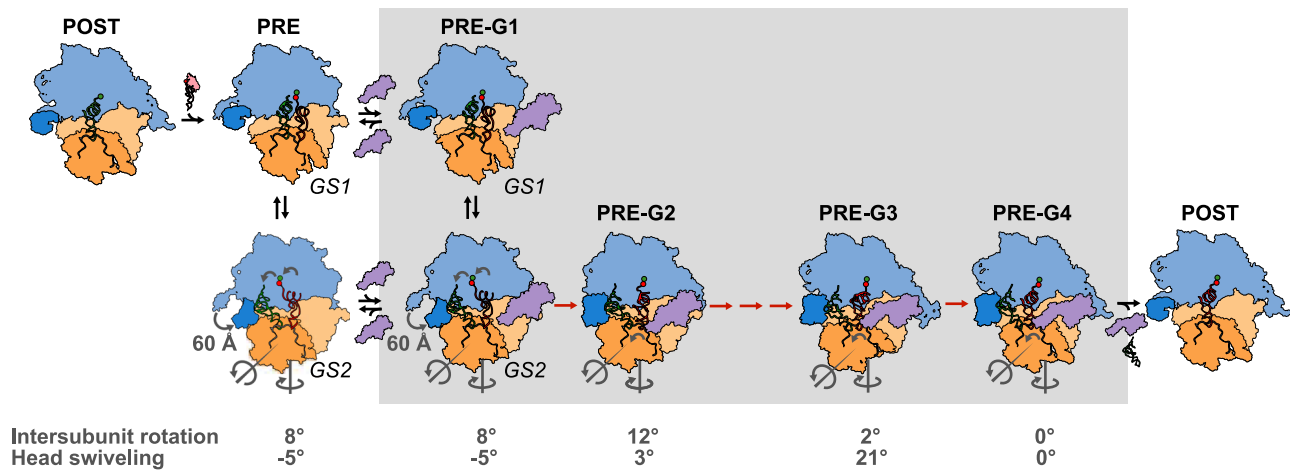 POST PRE PRE-G1
GS1 GS1
PRE-G2 PRE-G3 PRE-G4 POST
60 Å 60 Å
GS2 GS2
Intersubunit rotation 8° 8° 12° 2° 0°
Head swiveling -5° -5° 3° 21° 0°